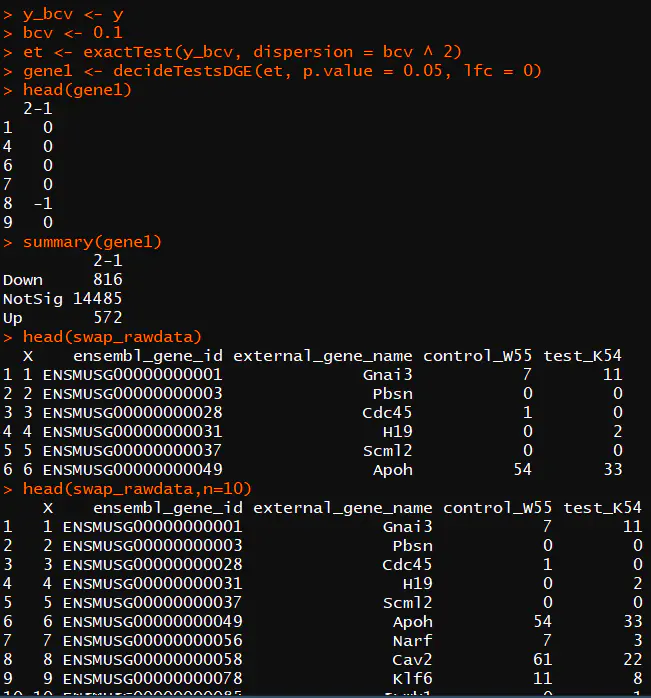 > y_bcv <- y
> bcv <- 0.1
> et <- exactTest(y_bcv, dispersion = bcv ^ 2)
> gene1 <- decideTestsDGE(et, p.value = 0.05, lfc = 0)
> head(gene1)
  2-1
1   0
4   0
6   0
7   0
8  -1
9   0
> summary(gene1)
         2-1
Down     816
NotSig 14485
Up       572
> head(swap_rawdata)
  X    ensembl_gene_id external_gene_name control_W55 test_K54
1 1 ENSMUSG00000000001              Gnai3           7       11
2 2 ENSMUSG00000000003               Pbsn           0        0
3 3 ENSMUSG00000000028              Cdc45           1        0
4 4 ENSMUSG00000000031                H19           0        2
5 5 ENSMUSG00000000037              Scml2           0        0
6 6 ENSMUSG00000000049               Apoh          54       33
> head(swap_rawdata,n=10)
    X    ensembl_gene_id external_gene_name control_W55 test_K54
1   1 ENSMUSG00000000001              Gnai3           7       11
2   2 ENSMUSG00000000003               Pbsn           0        0
3   3 ENSMUSG00000000028              Cdc45           1        0
4   4 ENSMUSG00000000031                H19           0        2
5   5 ENSMUSG00000000037              Scml2           0        0
6   6 ENSMUSG00000000049               Apoh          54       33
7   7 ENSMUSG00000000056               Narf           7        3
8   8 ENSMUSG00000000058               Cav2          61       22
9   9 ENSMUSG00000000078               Klf6          11        8
10 10